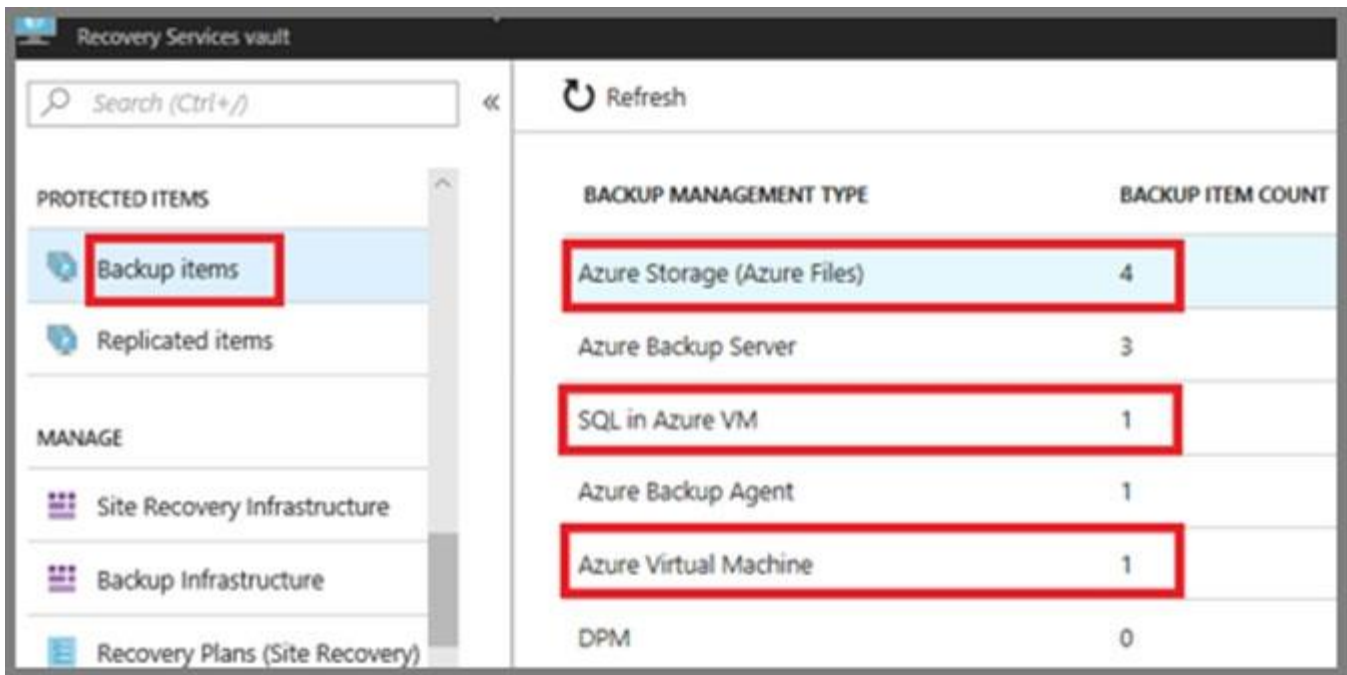 Recovery Services vault
Search (Ctrl+/)
«
Refresh
PROTECTED ITEMS
Backup items
Replicated items
MANAGE
Site Recovery Infrastructure
Backup Infrastructure
Recovery Plans (Site Recovery)
BACKUP MANAGEMENT TYPE BACKUP ITEM COUNT
Azure Storage (Azure Files) 4
Azure Backup Server 3
SQL in Azure VM 1
Azure Backup Agent 1
Azure Virtual Machine 1
DPM 0